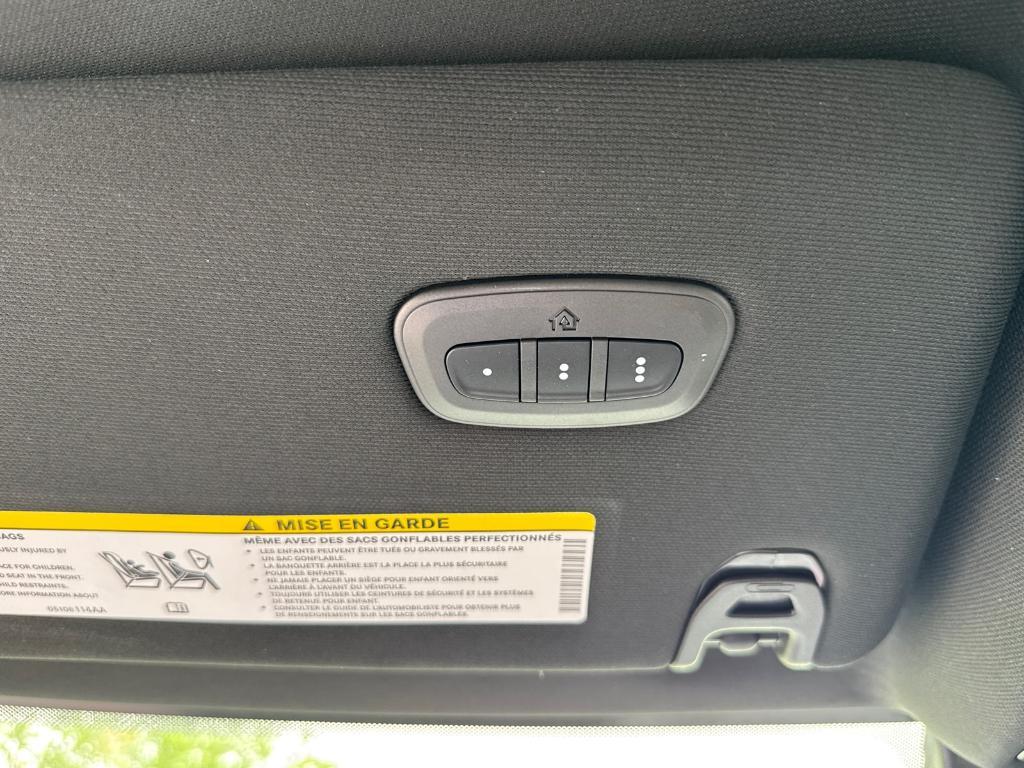 MISE EN GARDE
MÊME AVEC DES SACS GONFLABLES PERFECTIONNÉS
• LES ENFANTS PEUVENT ÊTRE TUÉS OU GRAVEMENT BLESSÉS PAR
UN SAC GONFLABLE.
• LA BANQUETTE ARRIÈRE EST LA PLACE LA PLUS SÉCURITAIRE
POUR LES ENFANTS.
• NE JAMAIS PLACER UN SIÈGE POUR ENFANT ORIENTÉ VERS
L'ARRIÈRE À L'AVANT DU VÉHICULE.
• TOUJOURS UTILISER LES CEINTURES DE SÉCURITÉ ET LES SYSTÈMES
DE RETENUE POUR ENFANT.
• CONSULTER LE GUIDE DE L'AUTOMOBILISTE POUR OBTENIR PLUS
DE RENSEIGNEMENTS SUR LES SACS GONFLABLES.
AGS
USLY INJURED BY
ACE FOR CHILDREN.
SEAT IN THE FRONT.
HILD RESTRAINTS.
ORE INFORMATION ABOUT
05108114AA